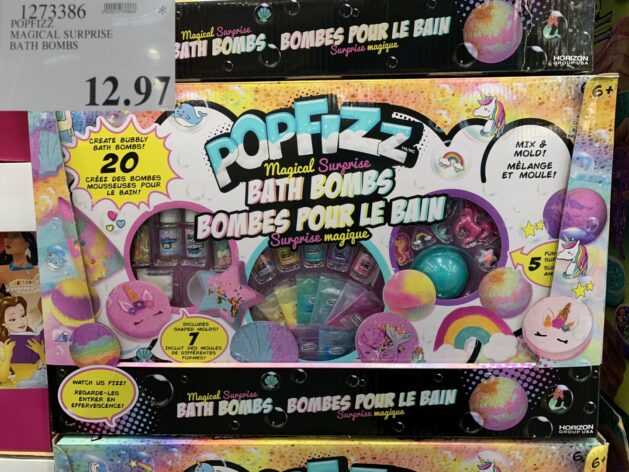 1273386
*
POPFIZZ
MAGICAL SURPRISE
BATH BOMBS
12.97
Magical Surprise
BATH BOMBS - BOMBES POUR LE BAIN
Surprise magique
HORIZON
GROUP USA
6+
CREATE BUBBLY
BATH BOMBS!
20
CRÉEZ DES BOMBES
MOUSSEUSES POUR
LE BAIN!
POPFIZZ
Magical Surprise
BATH BOMBS
BOMBES POUR LE BAIN
Surprise magique
MIX &
MOLD!
MÉLANGE
ET MOULE!
5
INCLUDES
SHAPED MOLDS!
7
INCLUT DES MOULES
DE DIFFÉRENTES
FORMES!
WATCH US FIZZ!
REGARDE-LES
ENTRER EN
EFFERVESCENCE!
Magical Surprise
BATH BOMBS - BOMBES POUR LE BAIN
Surprise magique
HORIZON
GROUP USA
6+